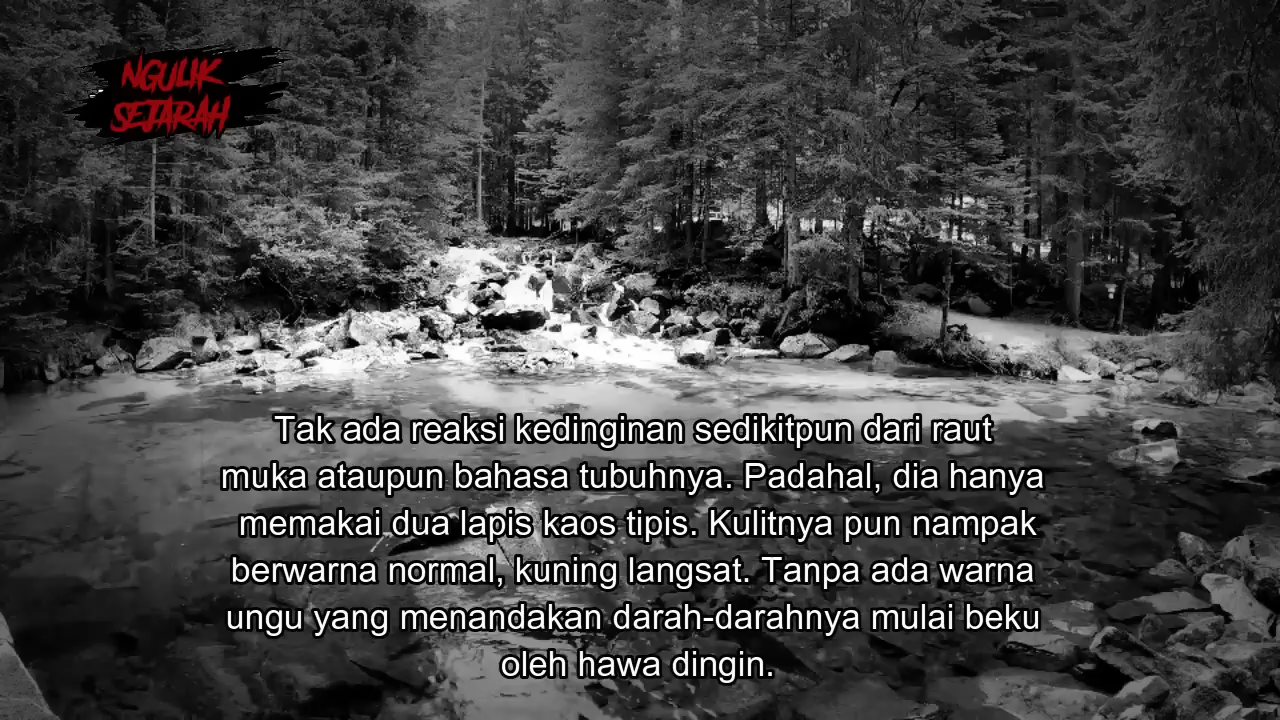 NGULIK
SEJARAH
Tak ada reaksi kedinginan sedikitpun dari raut
muka ataupun bahasa tubuhnya. Padahal, dia hanya
memakai dua lapis kaos tipis. Kulitnya pun nampak
berwarna normal, kuning langsat. Tanpa ada warna
ungu yang menandakan darah-darahnya mulai beku
oleh hawa dingin.